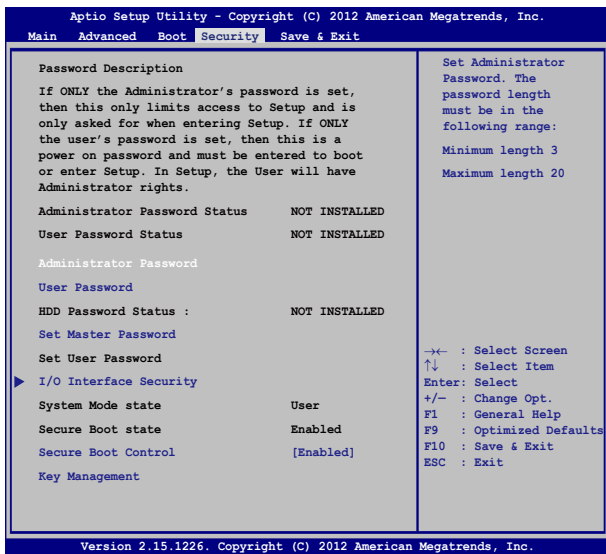 Aptio Setup Utility - Copyright (C) 2012 American Megatrends, Inc.
Main Advanced Boot Security Save & Exit
Password Description
If ONLY the Administrator's password is set,
then this only limits access to Setup and is
only asked for when entering Setup. If ONLY
the user's password is set, then this is a
power on password and must be entered to boot
or enter Setup. In Setup, the User will have
Administrator rights.
Administrator Password Status NOT INSTALLED
User Password Status NOT INSTALLED
Administrator Password
User Password
HDD Password Status : NOT INSTALLED
Set Master Password
Set User Password
I/O Interface Security
System Mode state User
Secure Boot state Enabled
Secure Boot Control [Enabled]
Key Management
Set Administrator
Password. The
password length
must be in the
following range:
Minimum length 3
Maximum length 20
→← : Select Screen
↑↓ : Select Item
Enter: Select
+/— : Change Opt.
F1 : General Help
F9 : Optimized Defaults
F10 : Save & Exit
ESC : Exit
Version 2.15.1226. Copyright (C) 2012 American Megatrends, Inc.